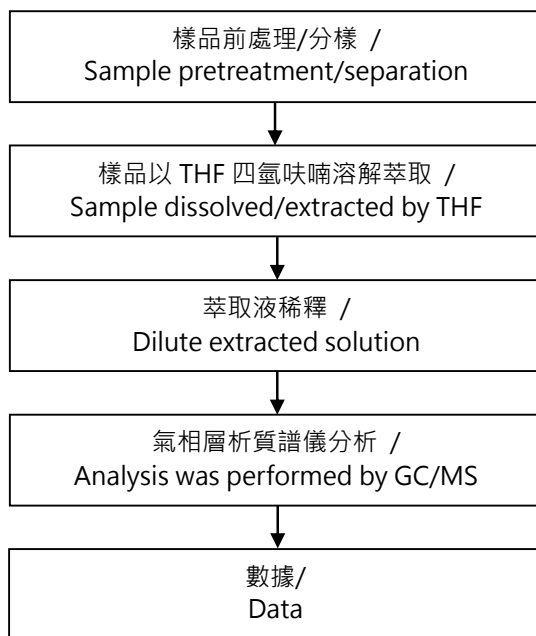 樣品前處理/分樣 /
Sample pretreatment/separation
樣品以 THF 四氫呋喃溶解萃取 /
Sample dissolved/extracted by THF
萃取液稀釋 /
Dilute extracted solution
氣相層析質譜儀分析 /
Analysis was performed by GC/MS
數據/
Data